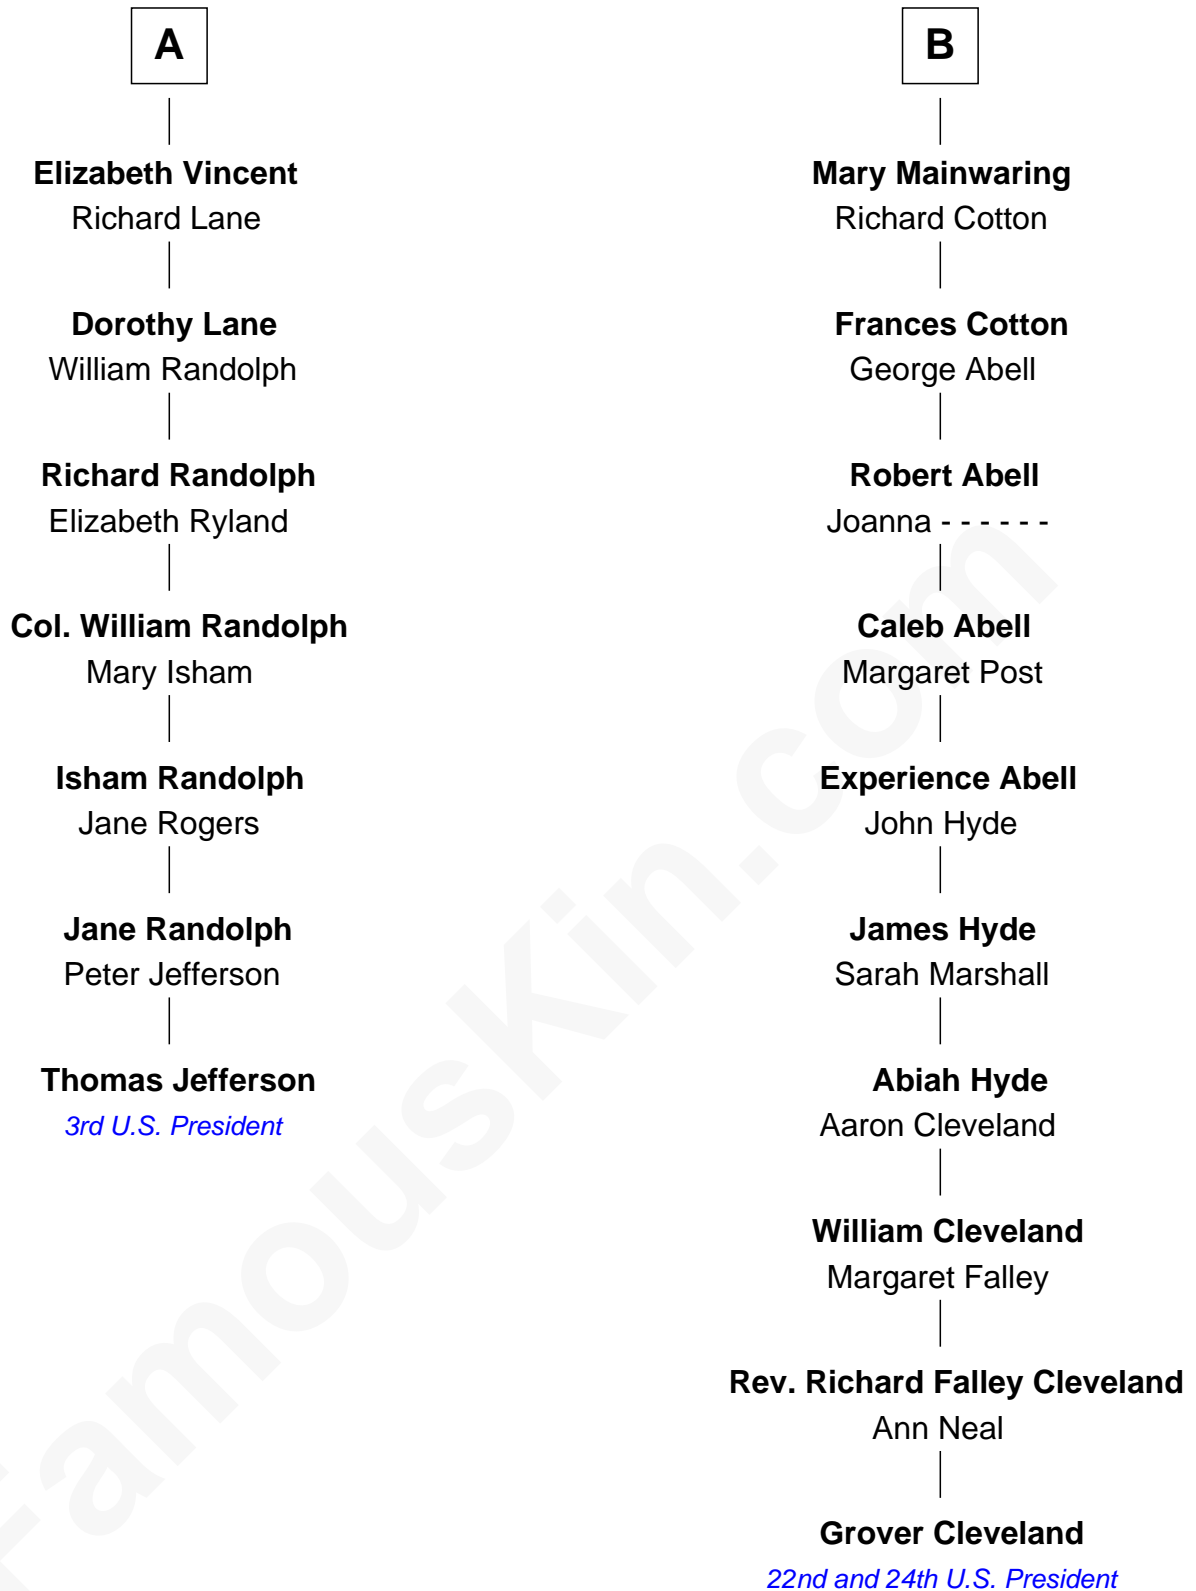 A
Elizabeth Vincent
Richard Lane
Dorothy Lane
William Randolph
Richard Randolph
Elizabeth Ryland
Col. William Randolph
Mary Isham
Isham Randolph
Jane Rogers
Jane Randolph
Peter Jefferson
Thomas Jefferson
3rd U.S. President
B
Mary Mainwaring
Richard Cotton
Frances Cotton
George Abell
Robert Abell
Joanna - - - - - -
Caleb Abell
Margaret Post
Experience Abell
John Hyde
James Hyde
Sarah Marshall
Abiah Hyde
Aaron Cleveland
William Cleveland
Margaret Falley
Rev. Richard Falley Cleveland
Ann Neal
Grover Cleveland
22nd and 24th U.S. President
FamousKin.com